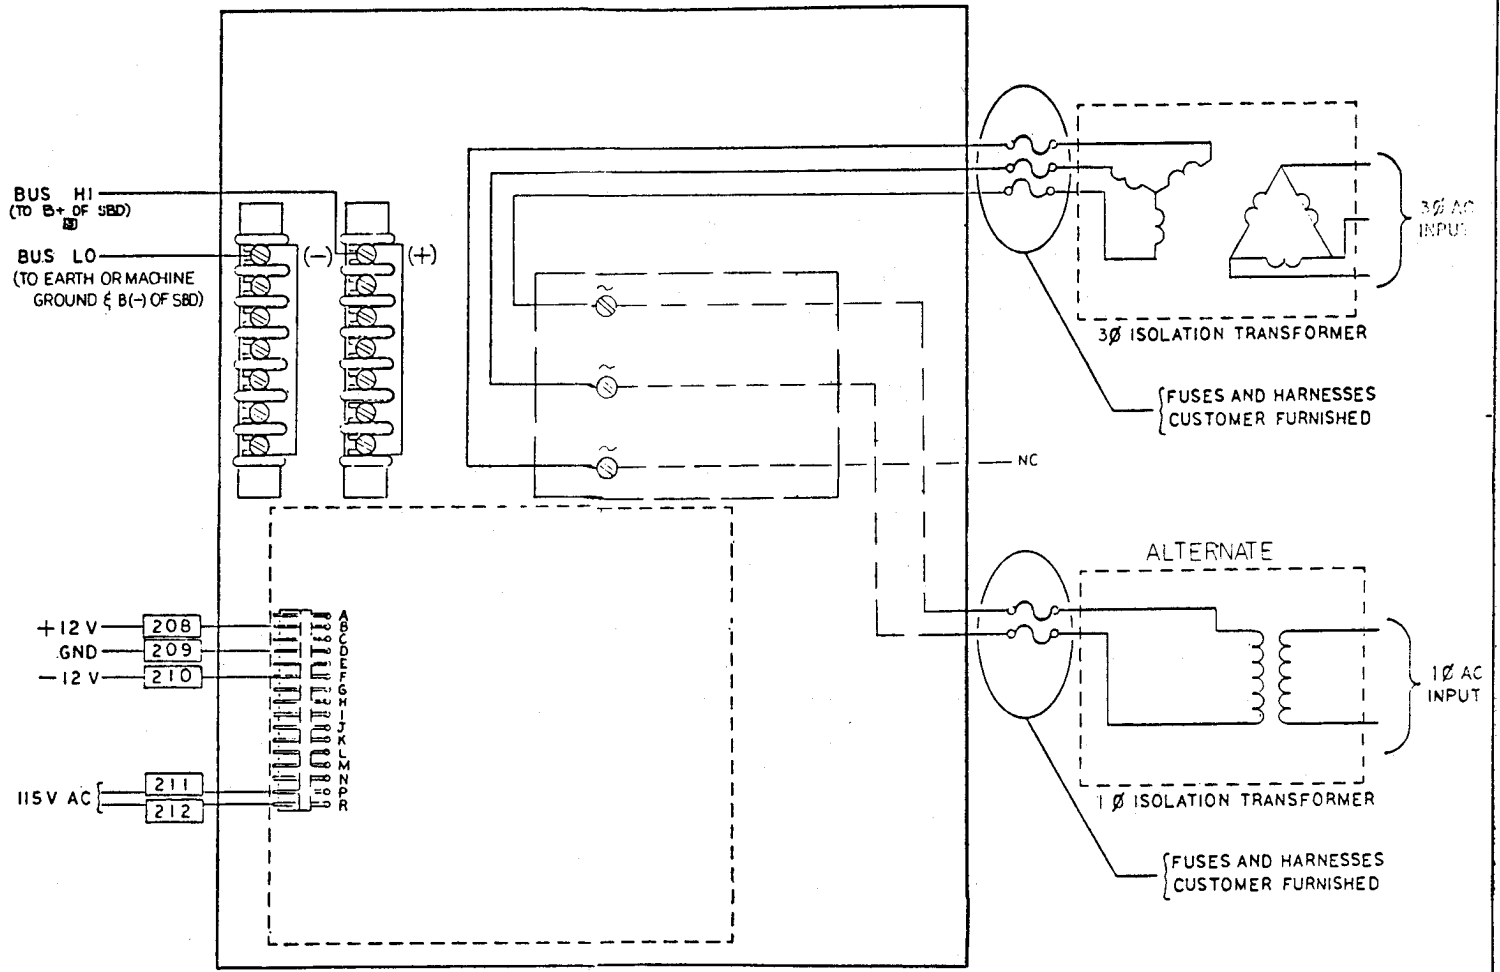 BUS HI
(TO B+ OF SBD)
BUS LO
(TO EARTH OR MACHINE
GROUND & B(-) OF SBD)
(-)
(+)
~
~
~
3Ø AC
INPUT
3Ø ISOLATION TRANSFORMER
FUSES AND HARNESSES
CUSTOMER FURNISHED
NC
ALTERNATE
+12 V
208
GND
209
-12 V
210
A
B
C
D
E
F
G
H
I
J
K
L
M
N
P
R
115V AC
211
212
1Ø AC
INPUT
1Ø ISOLATION TRANSFORMER
FUSES AND HARNESSES
CUSTOMER FURNISHED